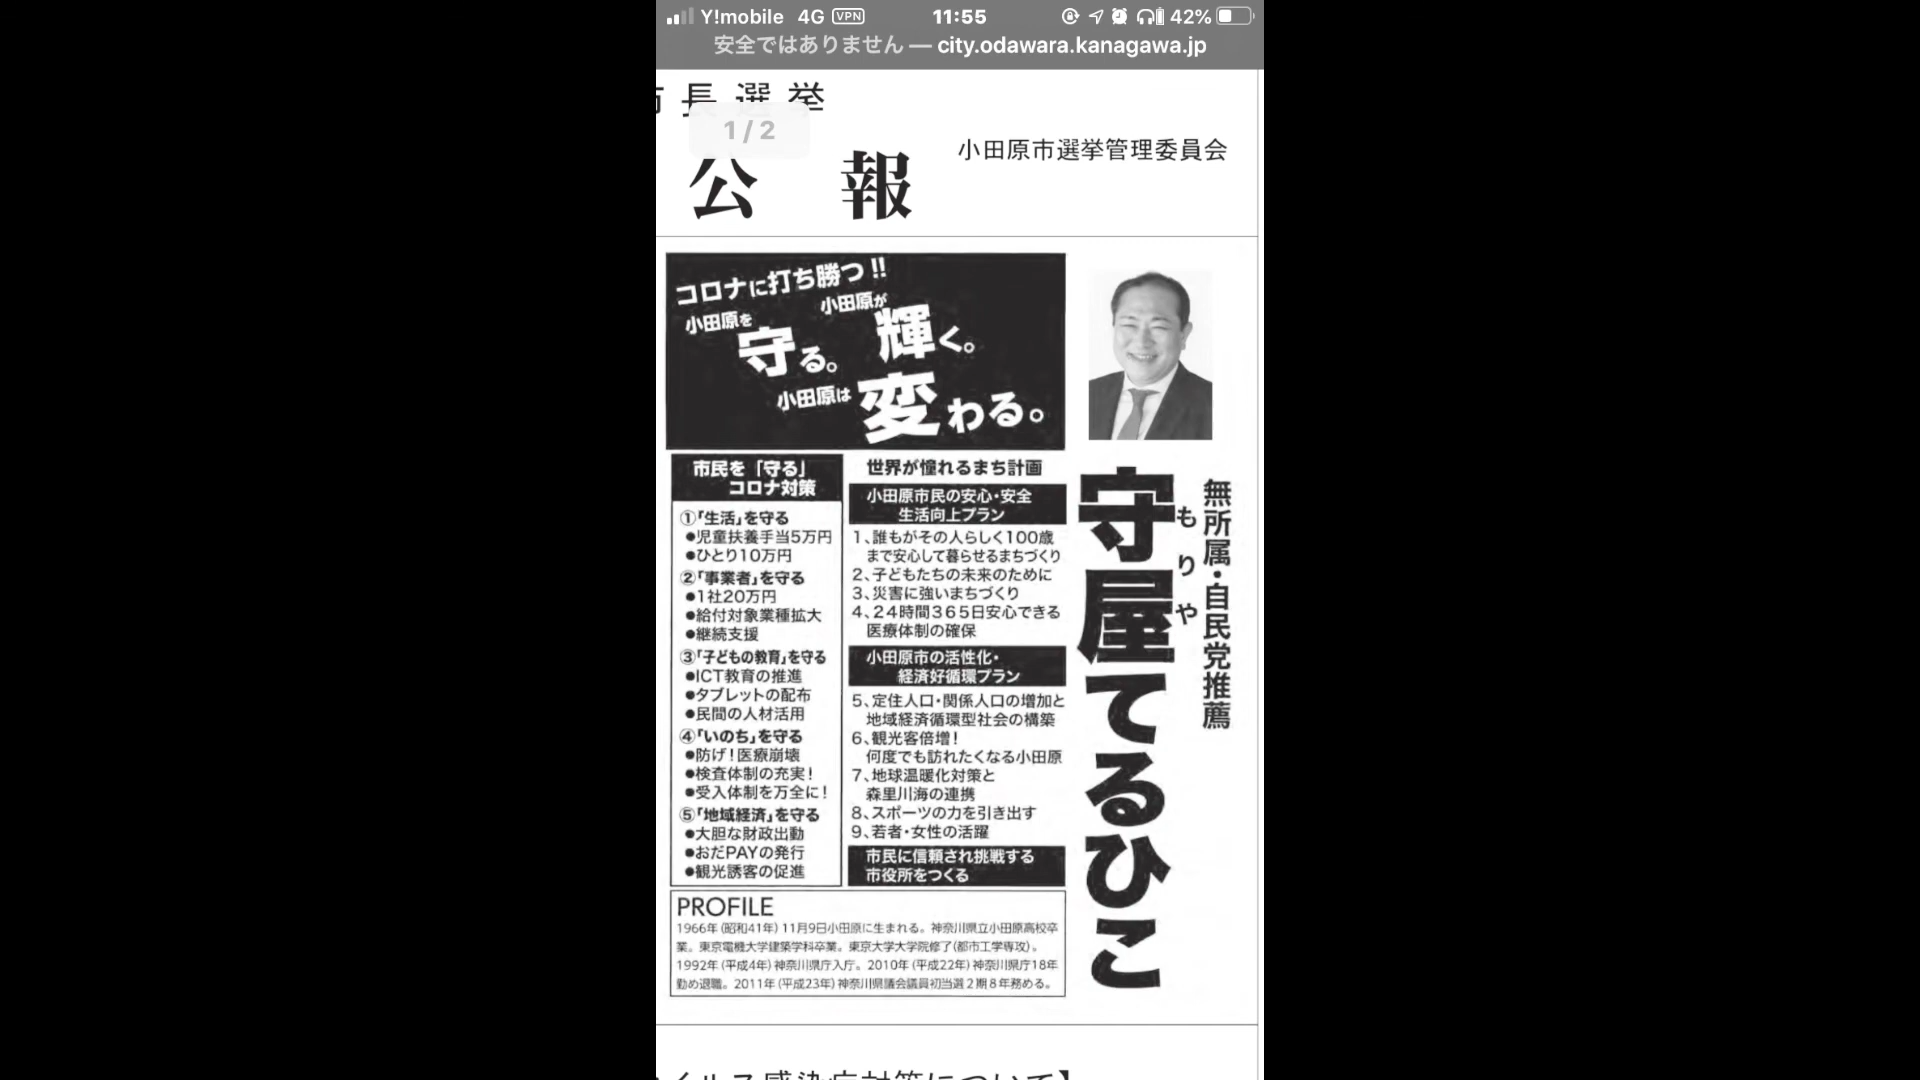 Y!mobile 4G VPN 11:55 42%
安全ではありません — city.odawara.kanagawa.jp
長選挙
1 / 2
公報
小田原市選挙管理委員会
コロナに打ち勝つ!!
小田原を守る。
小田原が輝く。
小田原は変わる。
無所属・自民党推薦
もりや
守屋てるひこ
市民を「守る」
コロナ対策
①「生活」を守る
●児童扶養手当5万円
●ひとり10万円
②「事業者」を守る
●1社20万円
●給付対象業種拡大
●継続支援
③「子どもの教育」を守る
●ICT教育の推進
●タブレットの配布
●民間の人材活用
④「いのち」を守る
●防げ!医療崩壊
●検査体制の充実!
●受入体制を万全に!
⑤「地域経済」を守る
●大胆な財政出動
●おだPAYの発行
●観光誘客の促進
世界が憧れるまち計画
小田原市民の安心・安全
生活向上プラン
1、誰もがその人らしく100歳
まで安心して暮らせるまちづくり
2、子どもたちの未来のために
3、災害に強いまちづくり
4、24時間365日安心できる
医療体制の確保
小田原市の活性化・
経済好循環プラン
5、定住人口・関係人口の増加と
地域経済循環型社会の構築
6、観光客倍増!
何度でも訪れたくなる小田原
7、地球温暖化対策と
森里川海の連携
8、スポーツの力を引き出す
9、若者・女性の活躍
市民に信頼され挑戦する
市役所をつくる
PROFILE
1966年(昭和41年)11月9日小田原に生まれる。神奈川県立小田原高校卒
業。東京電機大学建築学科卒業。東京大学大学院修了(都市工学専攻)。
1992年(平成4年)神奈川県庁入庁。2010年(平成22年)神奈川県庁18年
勤め退職。2011年(平成23年)神奈川県議会議員初当選2期8年務める。